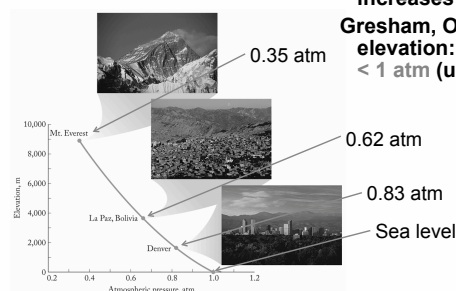 increases
Gresham, O
elevation:
< 1 atm (u
0.35 atm
0.62 atm
0.83 atm
Sea level
10,000
Mt. Everest
8,000
6,000
Elevation, m
4,000
La Paz, Bolivia
2,000
Denver
0
0.2 0.4 0.6 0.8 1.0 1.2
Atmospheric pressure, atm